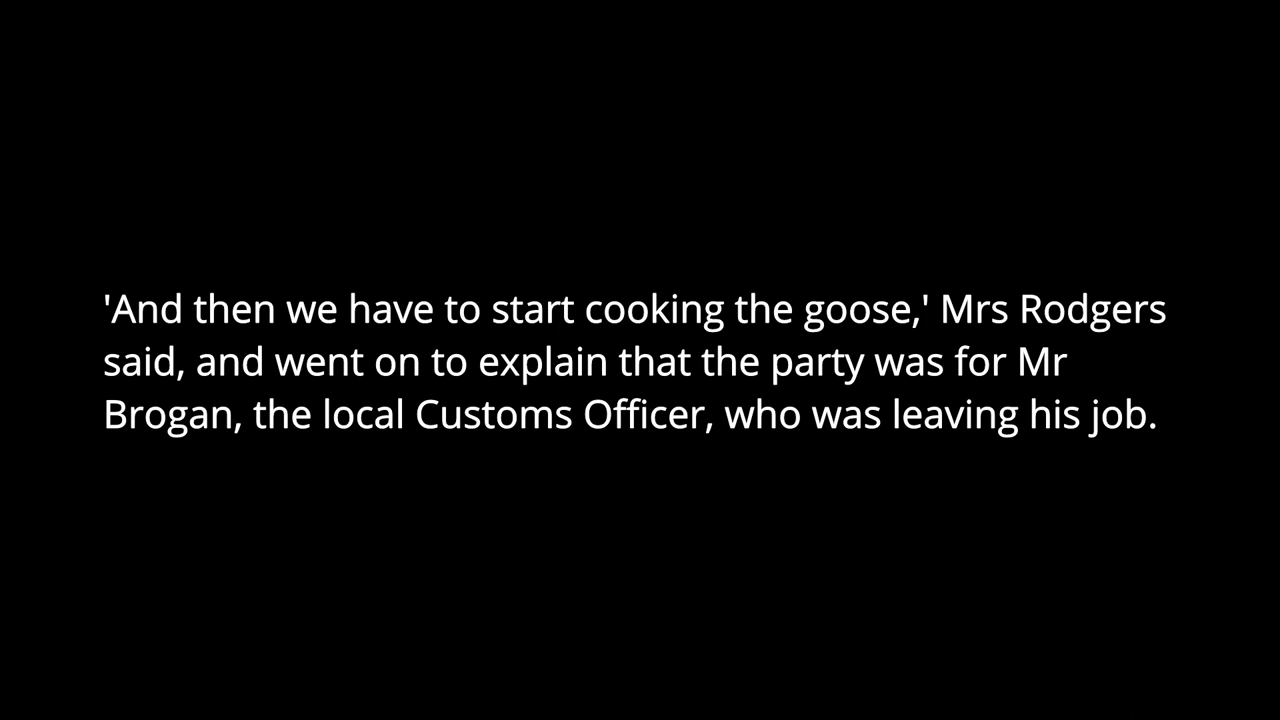 'And then we have to start cooking the goose,' Mrs Rodgers
said, and went on to explain that the party was for Mr
Brogan, the local Customs Officer, who was leaving his job.